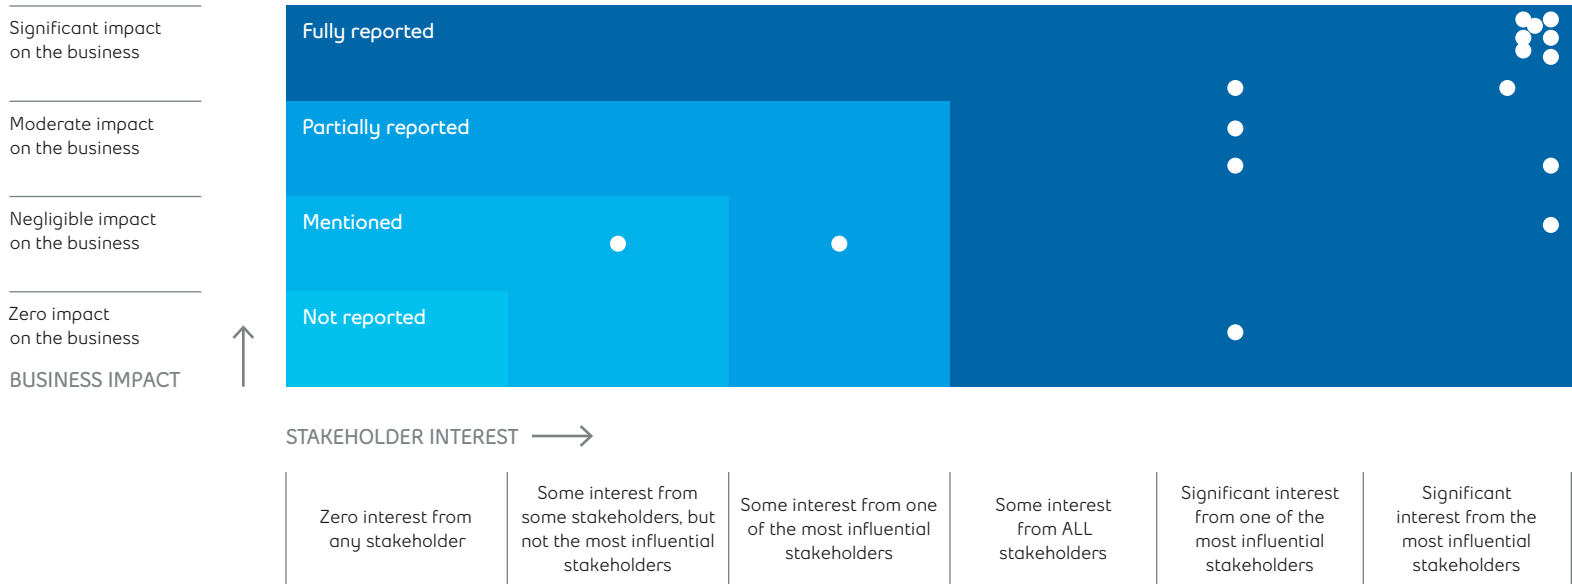 Significant impact
on the business
Fully reported
Moderate impact
on the business
Partially reported
Negligible impact
on the business
Mentioned
Zero impact
on the business
Not reported
BUSINESS IMPACT
STAKEHOLDER INTEREST
Zero interest from
any stakeholder
Some interest from
some stakeholders, but
not the most influential
stakeholders
Some interest from one
of the most influential
stakeholders
Some interest
from ALL
stakeholders
Significant interest
from one of the
most influential
stakeholders
Significant
interest from the
most influential
stakeholders